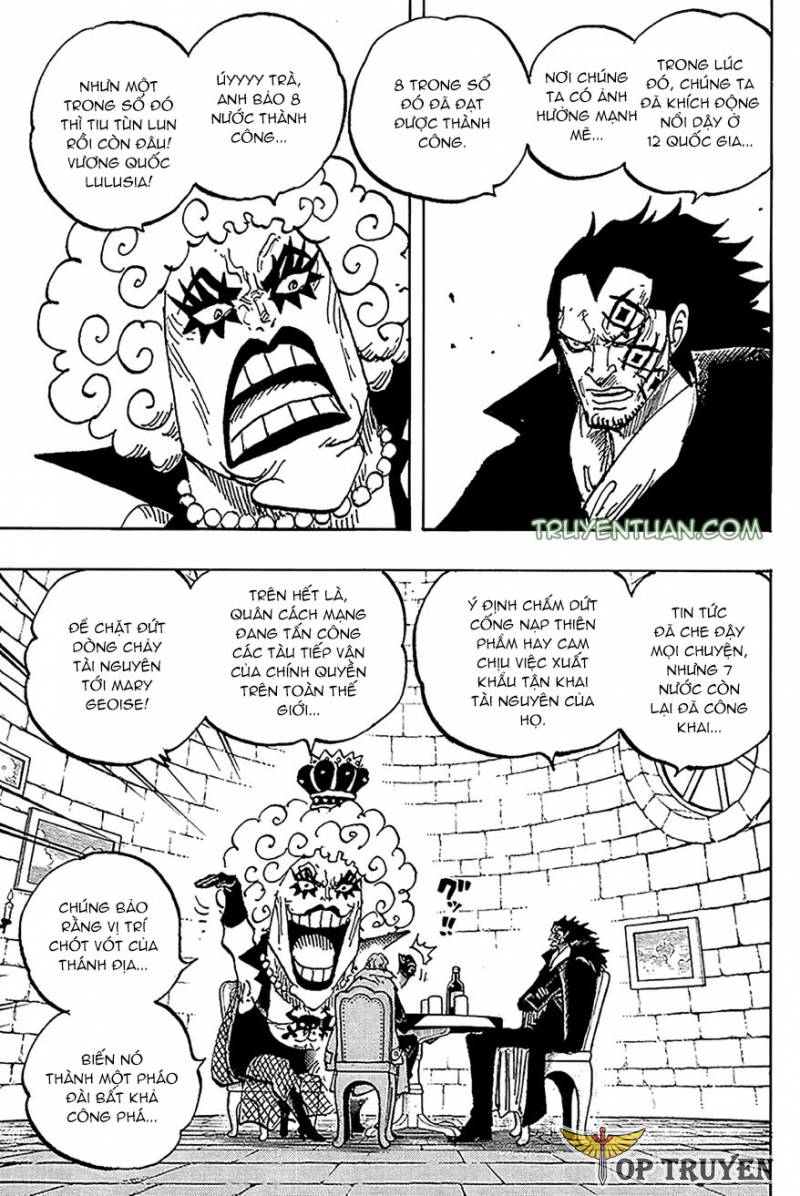 TRONG LÚC
ĐÓ, CHÚNG TA
ĐÃ KHÍCH ĐỘNG
NỔI DẬY Ở
12 QUỐC GIA...
NƠI CHÚNG
TA CÓ ẢNH
HƯỞNG MẠNH
MẼ...
8 TRONG SỐ
ĐÓ ĐÃ ĐẠT
ĐƯỢC THÀNH
CÔNG.
ÚYYYY TRÀ,
ANH BẢO 8
NƯỚC THÀNH
CÔNG...
NHƯN MỘT
TRONG SỐ ĐÓ
THÌ TIU TÙN LUN
RỒI CÒN ĐÂU!
VƯƠNG QUỐC
LULUSIA!
TRUYENTUAN.COM
TIN TỨC
ĐÃ CHE ĐẬY
MỌI CHUYỆN,
NHƯNG 7
NƯỚC CÒN
LẠI ĐÃ CÔNG
KHAI...
Ý ĐỊNH CHẤM DỨT
CỐNG NẠP THIÊN
PHẨM HAY CAM
CHỊU VIỆC XUẤT
KHẨU TẬN KHAI
TÀI NGUYÊN CỦA
HỌ.
TRÊN HẾT LÀ,
QUÂN CÁCH MẠNG
ĐANG TẤN CÔNG
CÁC TÀU TIẾP VẬN
CỦA CHÍNH QUYỀN
TRÊN TOÀN THẾ
GIỚI...
ĐỂ CHẶT ĐỨT
DÒNG CHẢY
TÀI NGUYÊN
TỚI MARY
GEOISE!
CHÚNG BẢO
RẰNG VỊ TRÍ
CHÓT VÓT CỦA
THÁNH ĐỊA...
BIẾN NÓ
THÀNH MỘT PHÁO
ĐÀI BẤT KHẢ
CÔNG PHÁ...
TOP TRUYEN